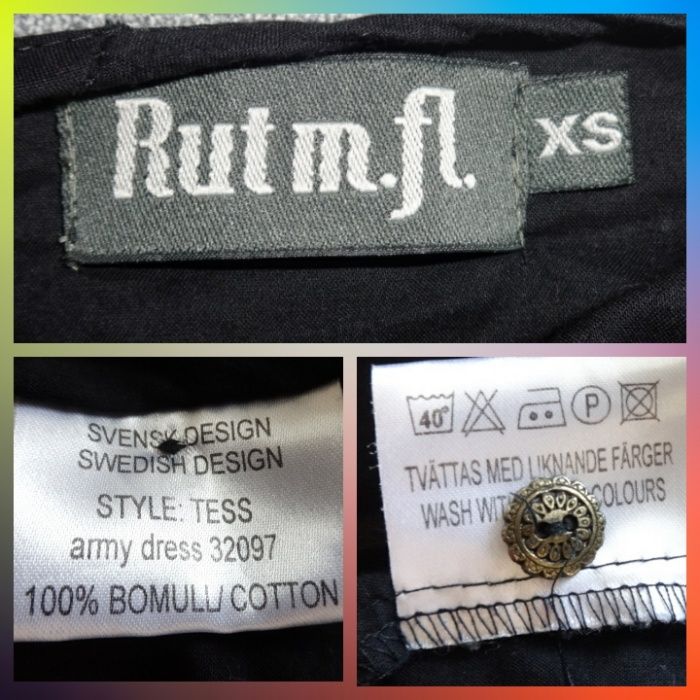 Rut m.fl.
XS
SVENSK DESIGN
SWEDISH DESIGN
STYLE: TESS
army dress 32097
100% BOMULL/ COTTON
40°
P
TVÄTTAS MED LIKNANDE FÄRGER
WASH WITH COLOURS